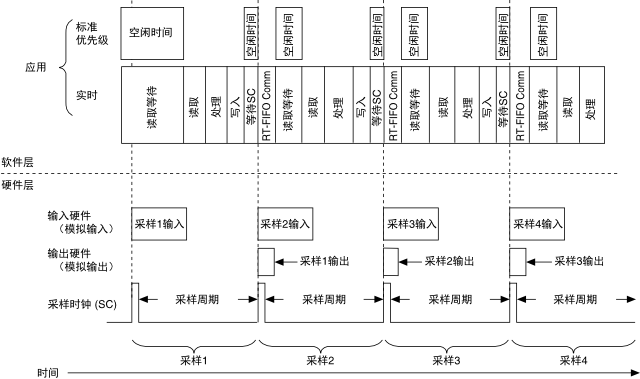 标准
优先级
空闲时间
空闲时间
空闲时间
空闲时间
空闲时间
空闲时间
空闲时间
应用
实时
读取等待
读取
处理
写入
等待SC
RT-FIFO Comm
读取等待
读取
处理
写入
等待SC
RT-FIFO Comm
读取等待
读取
处理
写入
等待SC
RT-FIFO Comm
读取等待
读取
处理
软件层
硬件层
输入硬件
（模拟输入）
采样1输入
采样2输入
采样3输入
采样4输入
输出硬件
（模拟输出）
采样1输出
采样2输出
采样3输出
采样时钟 (SC)
采样周期
采样周期
采样周期
采样周期
采样1
采样2
采样3
采样4
时间